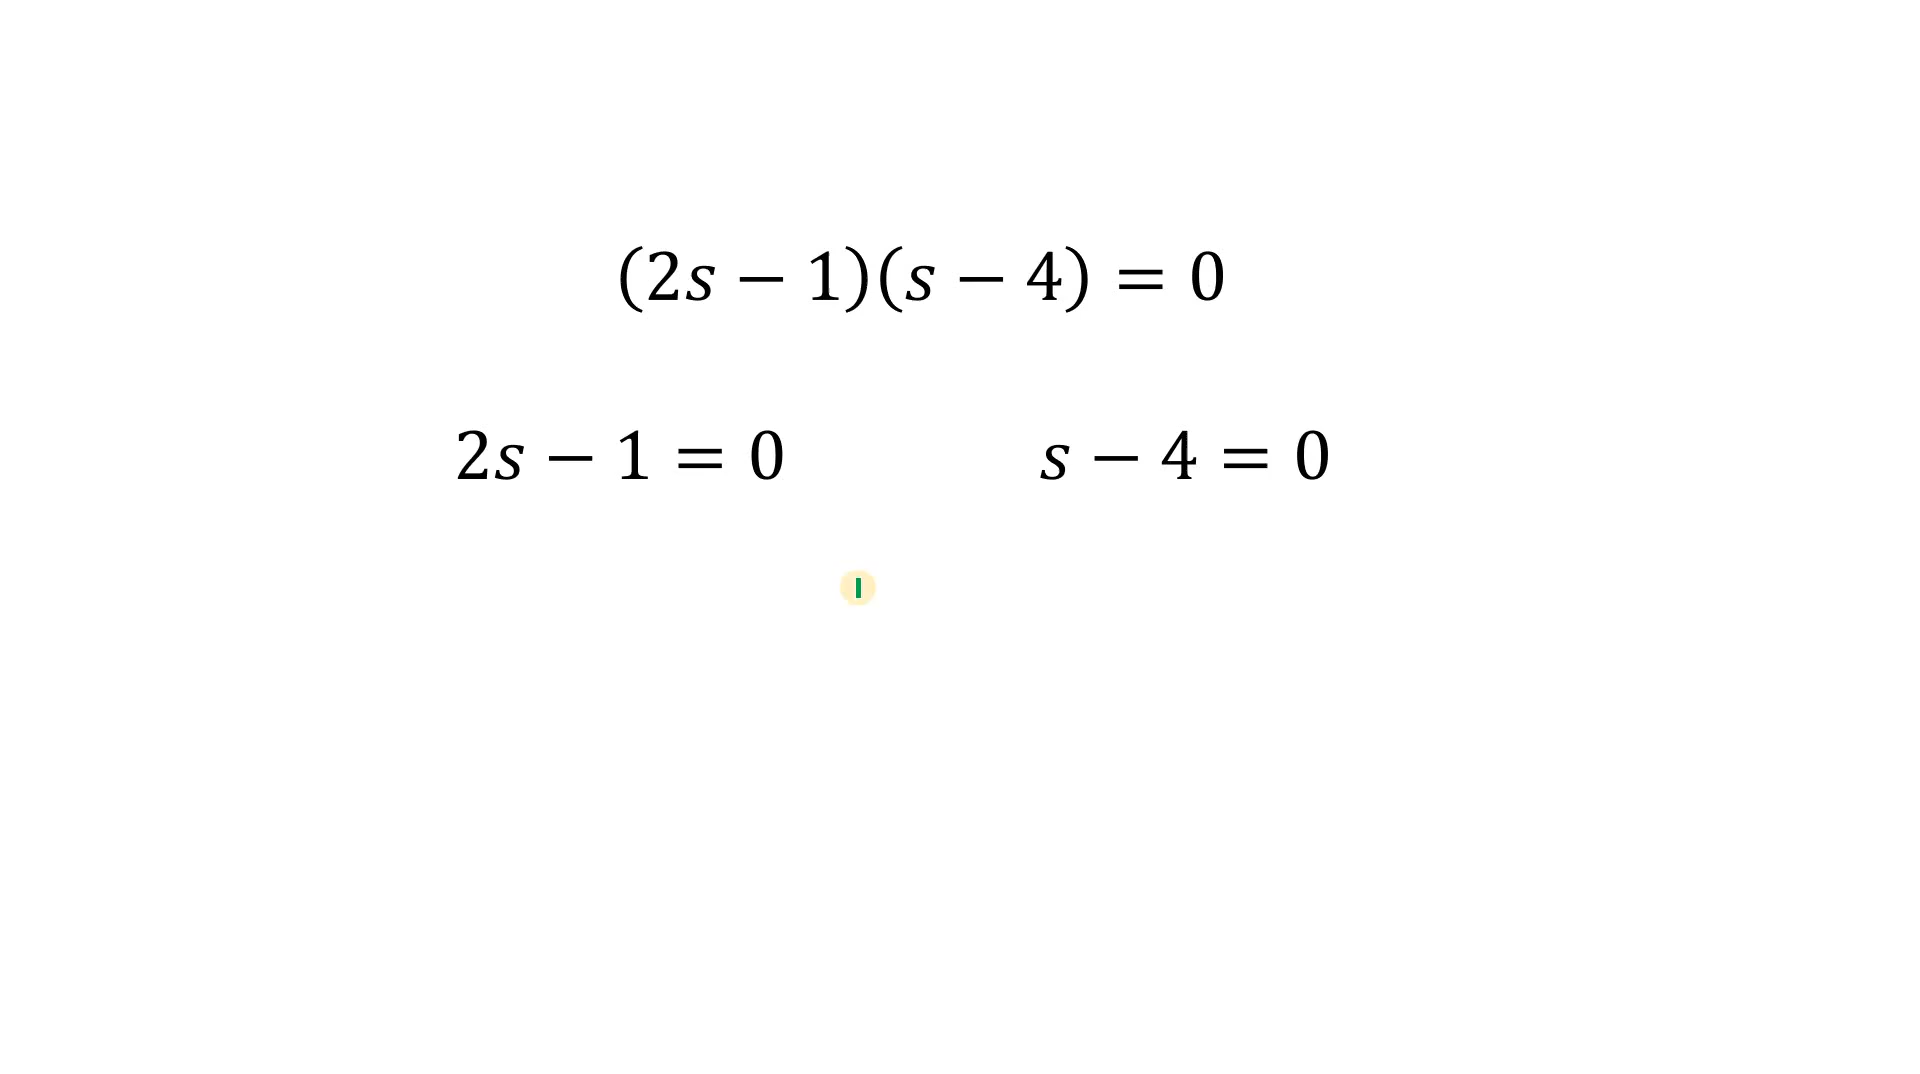 (2s − 1)(s − 4) = 0
2s − 1 = 0 s − 4 = 0